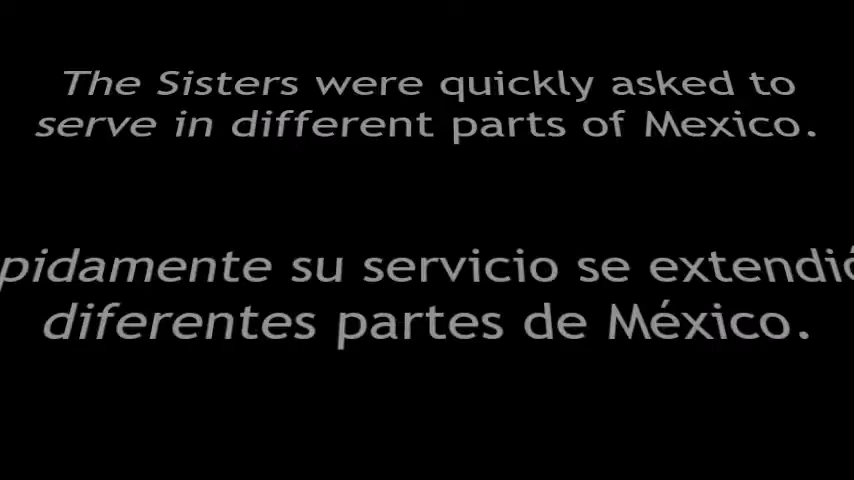 The Sisters were quickly asked to
serve in different parts of Mexico.
pidamente su servicio se extendió
diferentes partes de México.